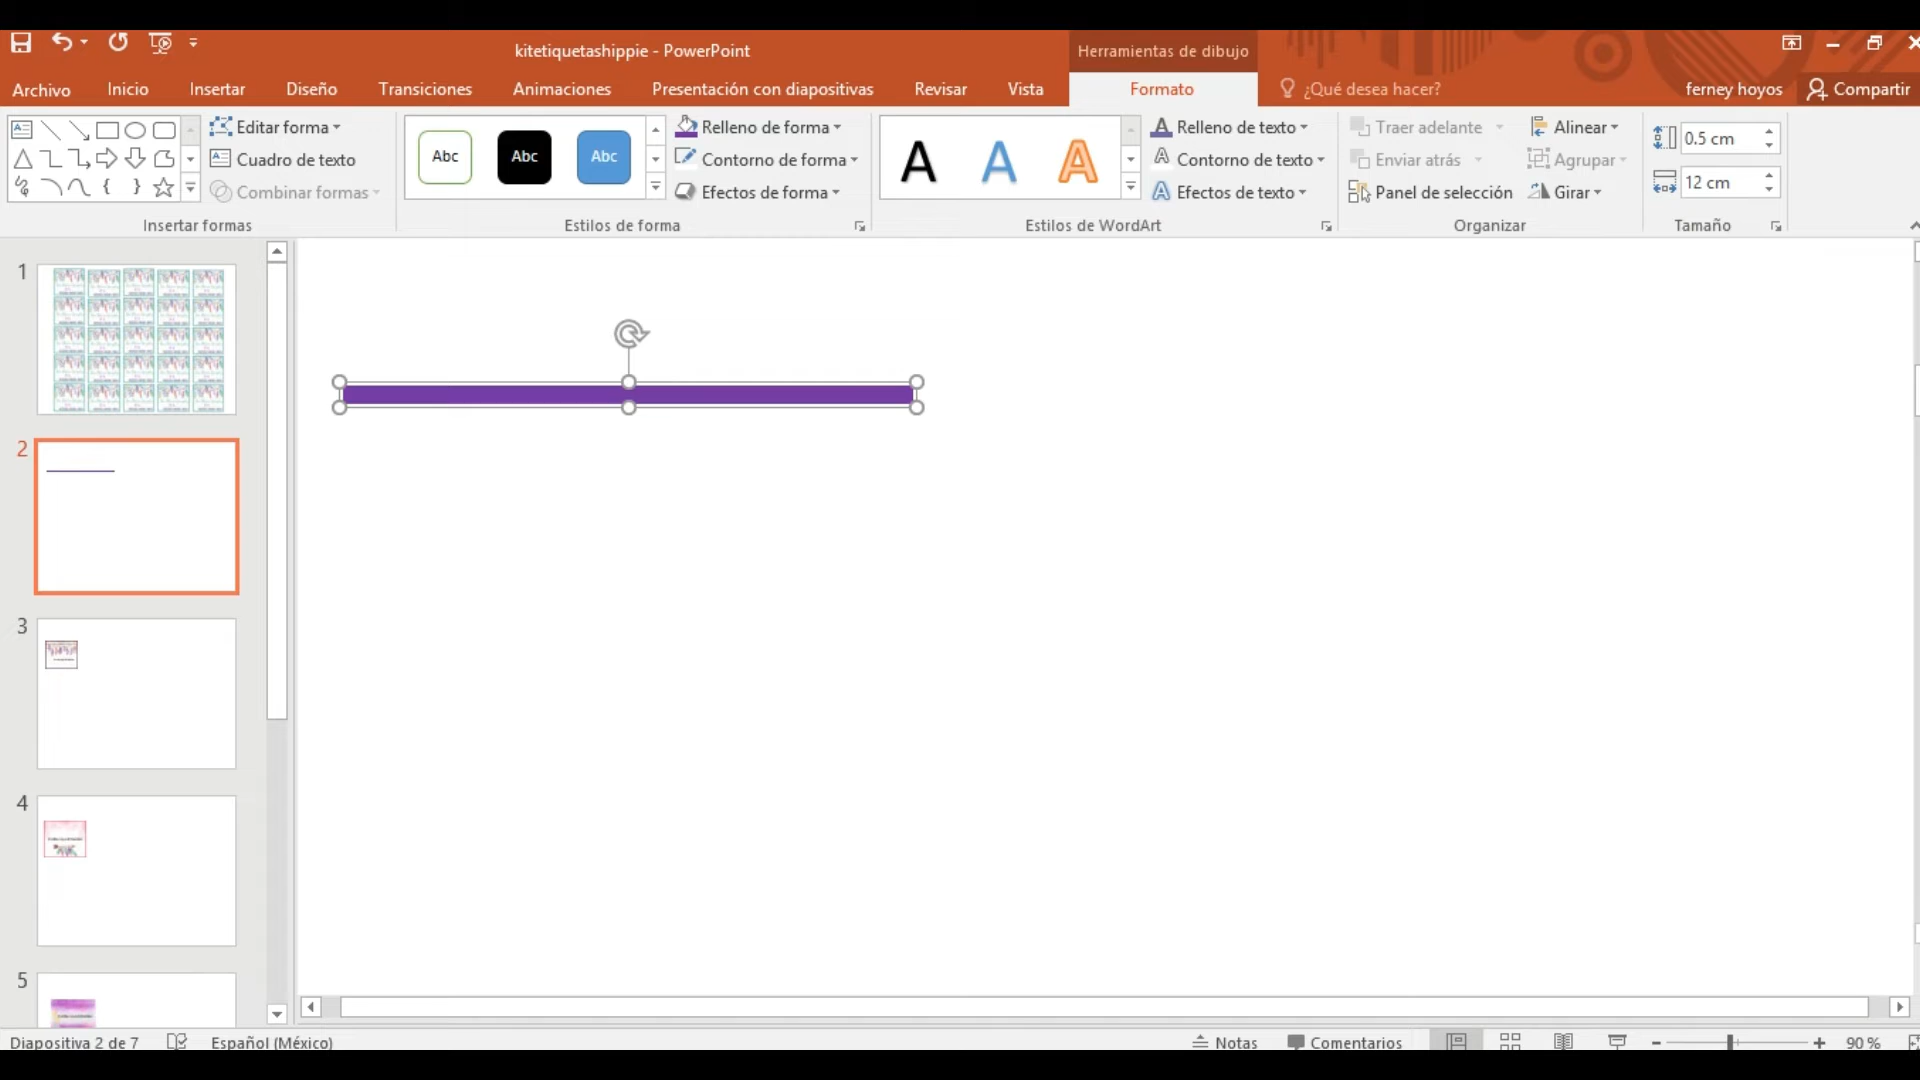 kitetiquetashippie - PowerPoint
Herramientas de dibujo
Archivo Inicio Insertar Diseño Transiciones Animaciones Presentación con diapositivas Revisar Vista Formato ¿Qué desea hacer? ferney hoyos Compartir
Editar forma
Cuadro de texto
Combinar formas
Insertar formas
Abc Abc Abc
Relleno de forma
Contorno de forma
Efectos de forma
Estilos de forma
A A A
Relleno de texto
Contorno de texto
Efectos de texto
Estilos de WordArt
Traer adelante
Enviar atrás
Panel de selección
Alinear
Agrupar
Girar
Organizar
0.5 cm
12 cm
Tamaño
1
2
3
4
5
Diapositiva 2 de 7 Español (México) Notas Comentarios 90 %